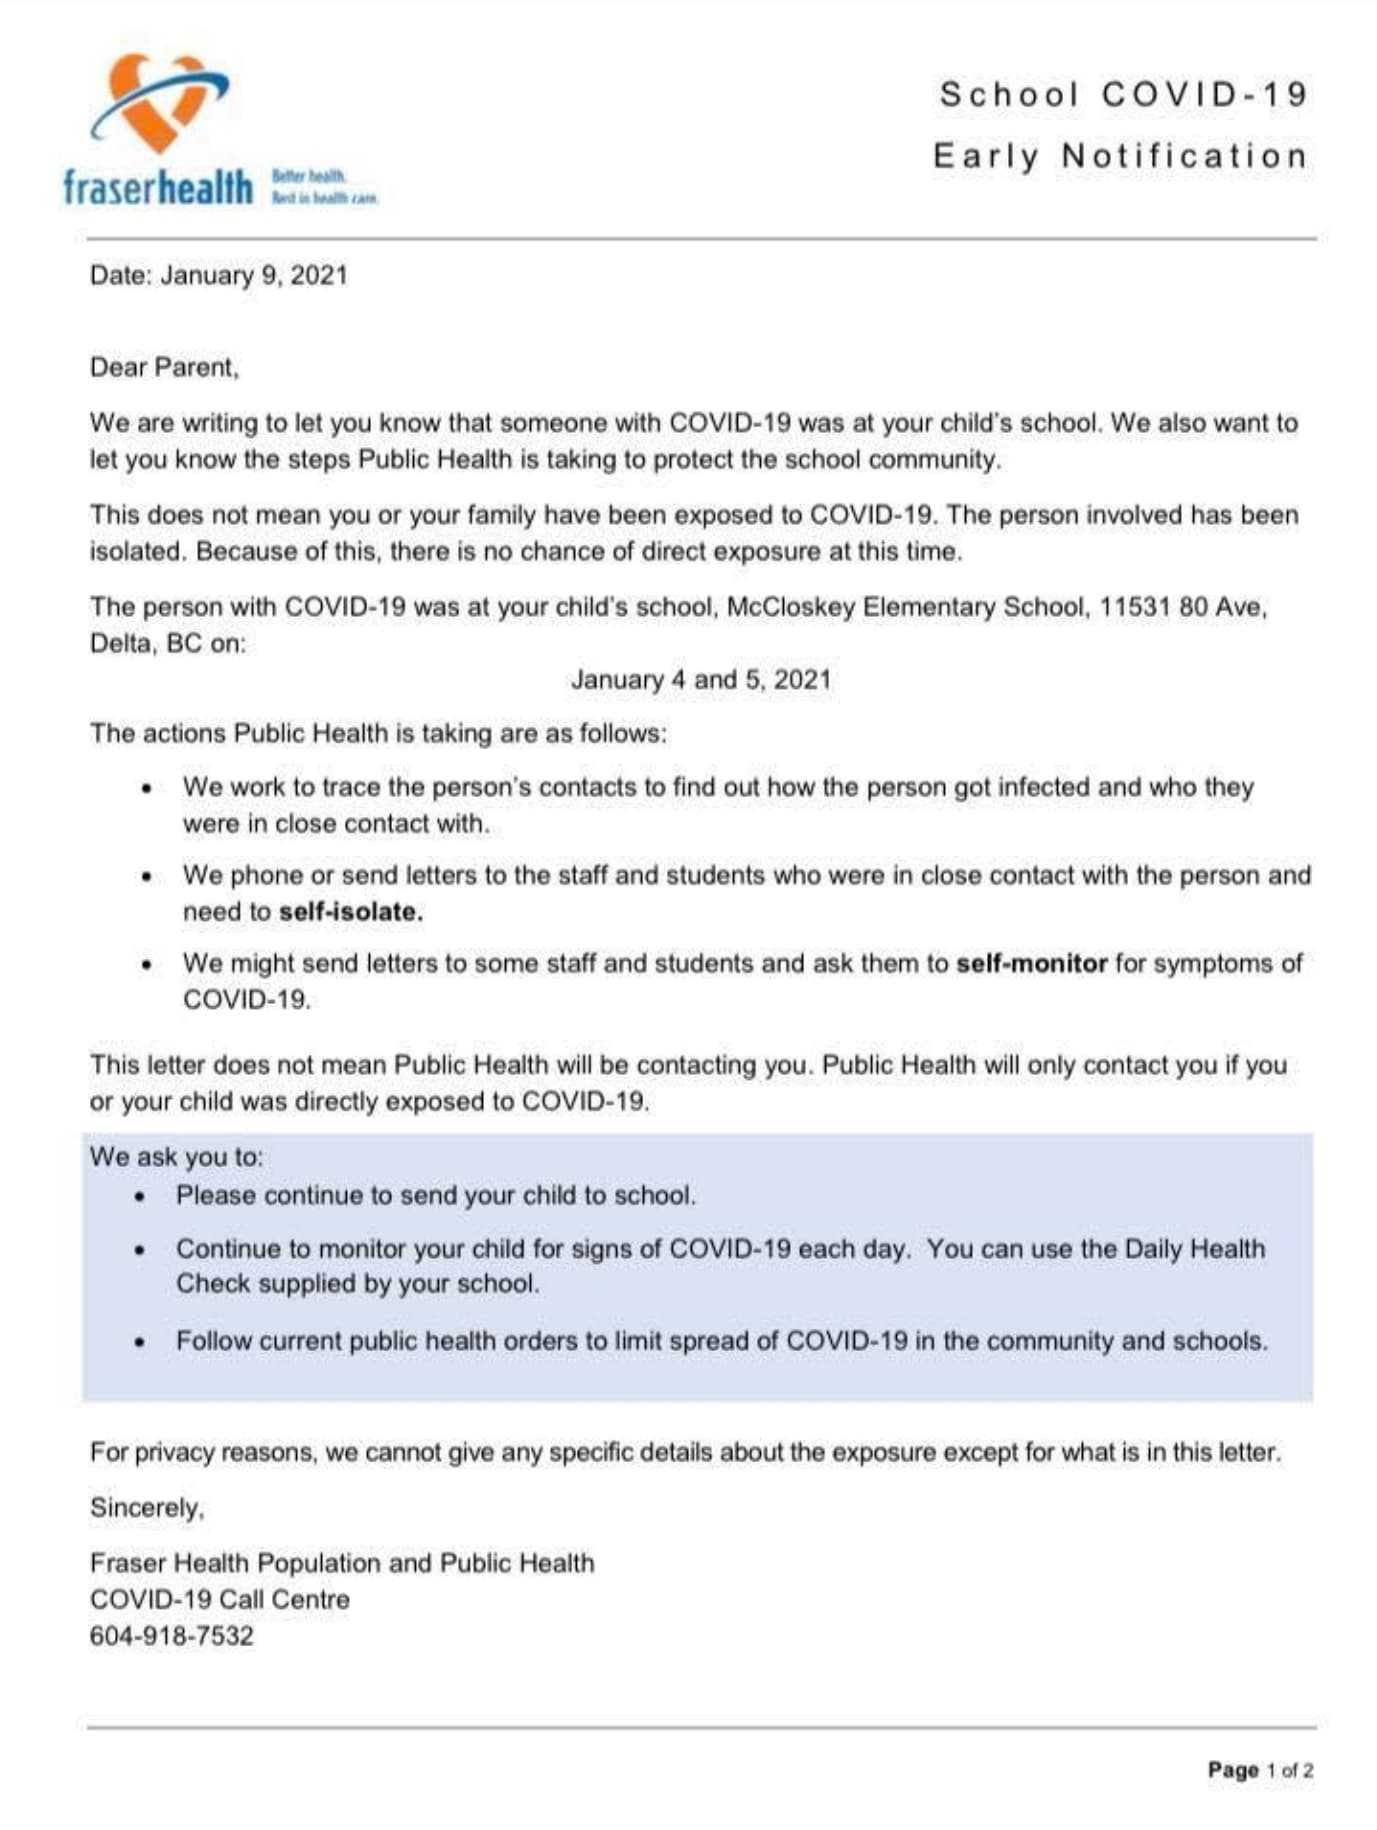 School COVID-19
Early Notification
fraserhealth
Better health.
Best in health care.
Date: January 9, 2021
Dear Parent,
We are writing to let you know that someone with COVID-19 was at your child's school. We also want to
let you know the steps Public Health is taking to protect the school community.
This does not mean you or your family have been exposed to COVID-19. The person involved has been
isolated. Because of this, there is no chance of direct exposure at this time.
The person with COVID-19 was at your child's school, McCloskey Elementary School, 11531 80 Ave,
Delta, BC on:
January 4 and 5, 2021
The actions Public Health is taking are as follows:
• We work to trace the person's contacts to find out how the person got infected and who they
were in close contact with.
• We phone or send letters to the staff and students who were in close contact with the person and
need to self-isolate.
• We might send letters to some staff and students and ask them to self-monitor for symptoms of
COVID-19.
This letter does not mean Public Health will be contacting you. Public Health will only contact you if you
or your child was directly exposed to COVID-19.
We ask you to:
• Please continue to send your child to school.
• Continue to monitor your child for signs of COVID-19 each day. You can use the Daily Health
Check supplied by your school.
• Follow current public health orders to limit spread of COVID-19 in the community and schools.
For privacy reasons, we cannot give any specific details about the exposure except for what is in this letter.
Sincerely,
Fraser Health Population and Public Health
COVID-19 Call Centre
604-918-7532
Page 1 of 2